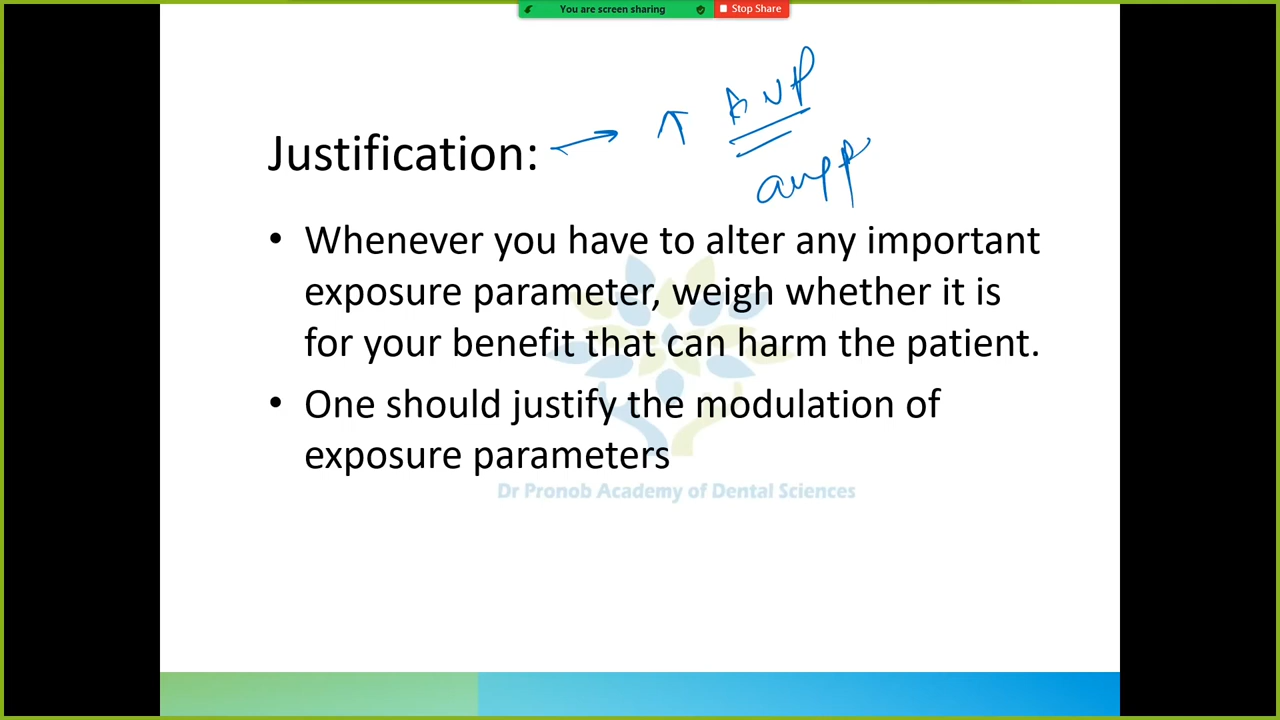 You are screen sharing Stop Share
Justification: → ↑
• Whenever you have to alter any important
exposure parameter, weigh whether it is
for your benefit that can harm the patient.
• One should justify the modulation of
exposure parameters
Dr Pronob Academy of Dental Sciences